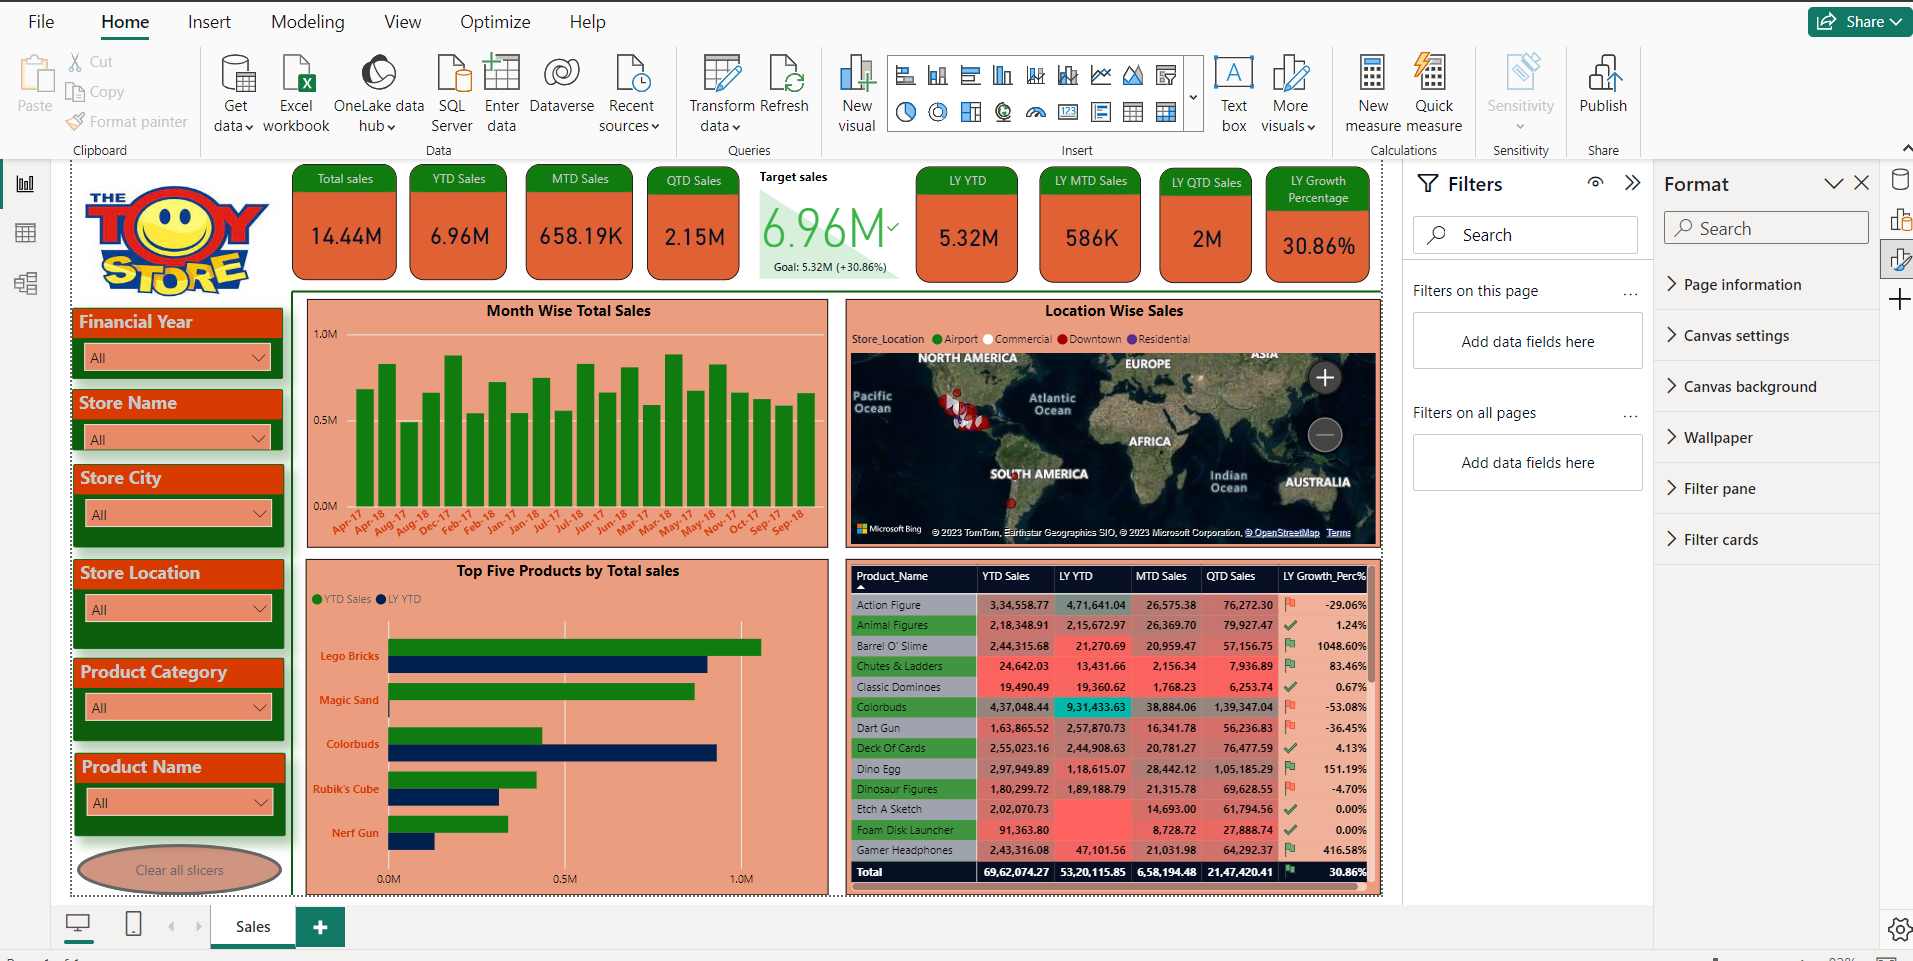 File Home Insert Modeling View Optimize Help
Share
Paste
Cut
Copy
Format painter
Clipboard
Get data
Excel workbook
OneLake data hub
SQL Server
Enter data
Dataverse
Recent sources
Data
Transform data
Refresh
Queries
New visual
Text box
More visuals
Insert
New measure
Quick measure
Calculations
Sensitivity
Sensitivity
Publish
Share
THE
TOY
STORE
Total sales
14.44M
YTD Sales
6.96M
MTD Sales
658.19K
QTD Sales
2.15M
Target sales
6.96M
Goal: 5.32M (+30.86%)
LY YTD
5.32M
LY MTD Sales
586K
LY QTD Sales
2M
LY Growth
Percentage
30.86%
Financial Year
All
Store Name
All
Store City
All
Store Location
All
Product Category
All
Product Name
All
Clear all slicers
Month Wise Total Sales
1.0M
0.5M
0.0M
Apr-17 Apr-18 Aug-17 Aug-18 Dec-17 Feb-17 Feb-18 Jan-17 Jan-18 Jul-17 Jul-18 Jun-17 Jun-18 Mar-17 Mar-18 May-17 May-18 Nov-17 Oct-17 Sep-17 Sep-18
Location Wise Sales
Store_Location Airport Commercial Downtown Residential
NORTH AMERICA
EUROPE
ASIA
Pacific
Ocean
Atlantic
Ocean
AFRICA
SOUTH AMERICA
Indian
Ocean
AUSTRALIA
Microsoft Bing
© 2023 TomTom, Earthstar Geographics SIO, © 2023 Microsoft Corporation, © OpenStreetMap Terms
Top Five Products by Total sales
YTD Sales LY YTD
Lego Bricks
Magic Sand
Colorbuds
Rubik's Cube
Nerf Gun
0.0M 0.5M 1.0M
Product_Name YTD Sales LY YTD MTD Sales QTD Sales LY Growth_Perc%
Action Figure 3,34,558.77 4,71,641.04 26,575.38 76,272.30 -29.06%
Animal Figures 2,18,348.91 2,15,672.97 26,369.70 79,927.47 1.24%
Barrel O' Slime 2,44,315.68 21,270.69 20,959.47 57,156.75 1048.60%
Chutes & Ladders 24,642.03 13,431.66 2,156.34 7,936.89 83.46%
Classic Dominoes 19,490.49 19,360.62 1,768.23 6,253.74 0.67%
Colorbuds 4,37,048.44 9,31,433.63 38,884.06 1,39,347.04 -53.08%
Dart Gun 1,63,865.52 2,57,870.73 16,341.78 56,236.83 -36.45%
Deck Of Cards 2,55,023.16 2,44,908.63 20,781.27 76,477.59 4.13%
Dino Egg 2,97,949.89 1,18,615.07 28,442.12 1,05,185.29 151.19%
Dinosaur Figures 1,80,299.72 1,89,188.79 21,315.78 69,628.55 -4.70%
Etch A Sketch 2,02,070.73 14,693.00 61,794.56 0.00%
Foam Disk Launcher 91,363.80 8,728.72 27,888.74 0.00%
Gamer Headphones 2,43,316.08 47,101.56 21,031.98 64,292.37 416.58%
Total 69,62,074.27 53,20,115.85 6,58,194.48 21,47,420.41 30.86%
Filters
Search
Filters on this page
...
Add data fields here
Filters on all pages
...
Add data fields here
Format
Search
Page information
Canvas settings
Canvas background
Wallpaper
Filter pane
Filter cards
Sales